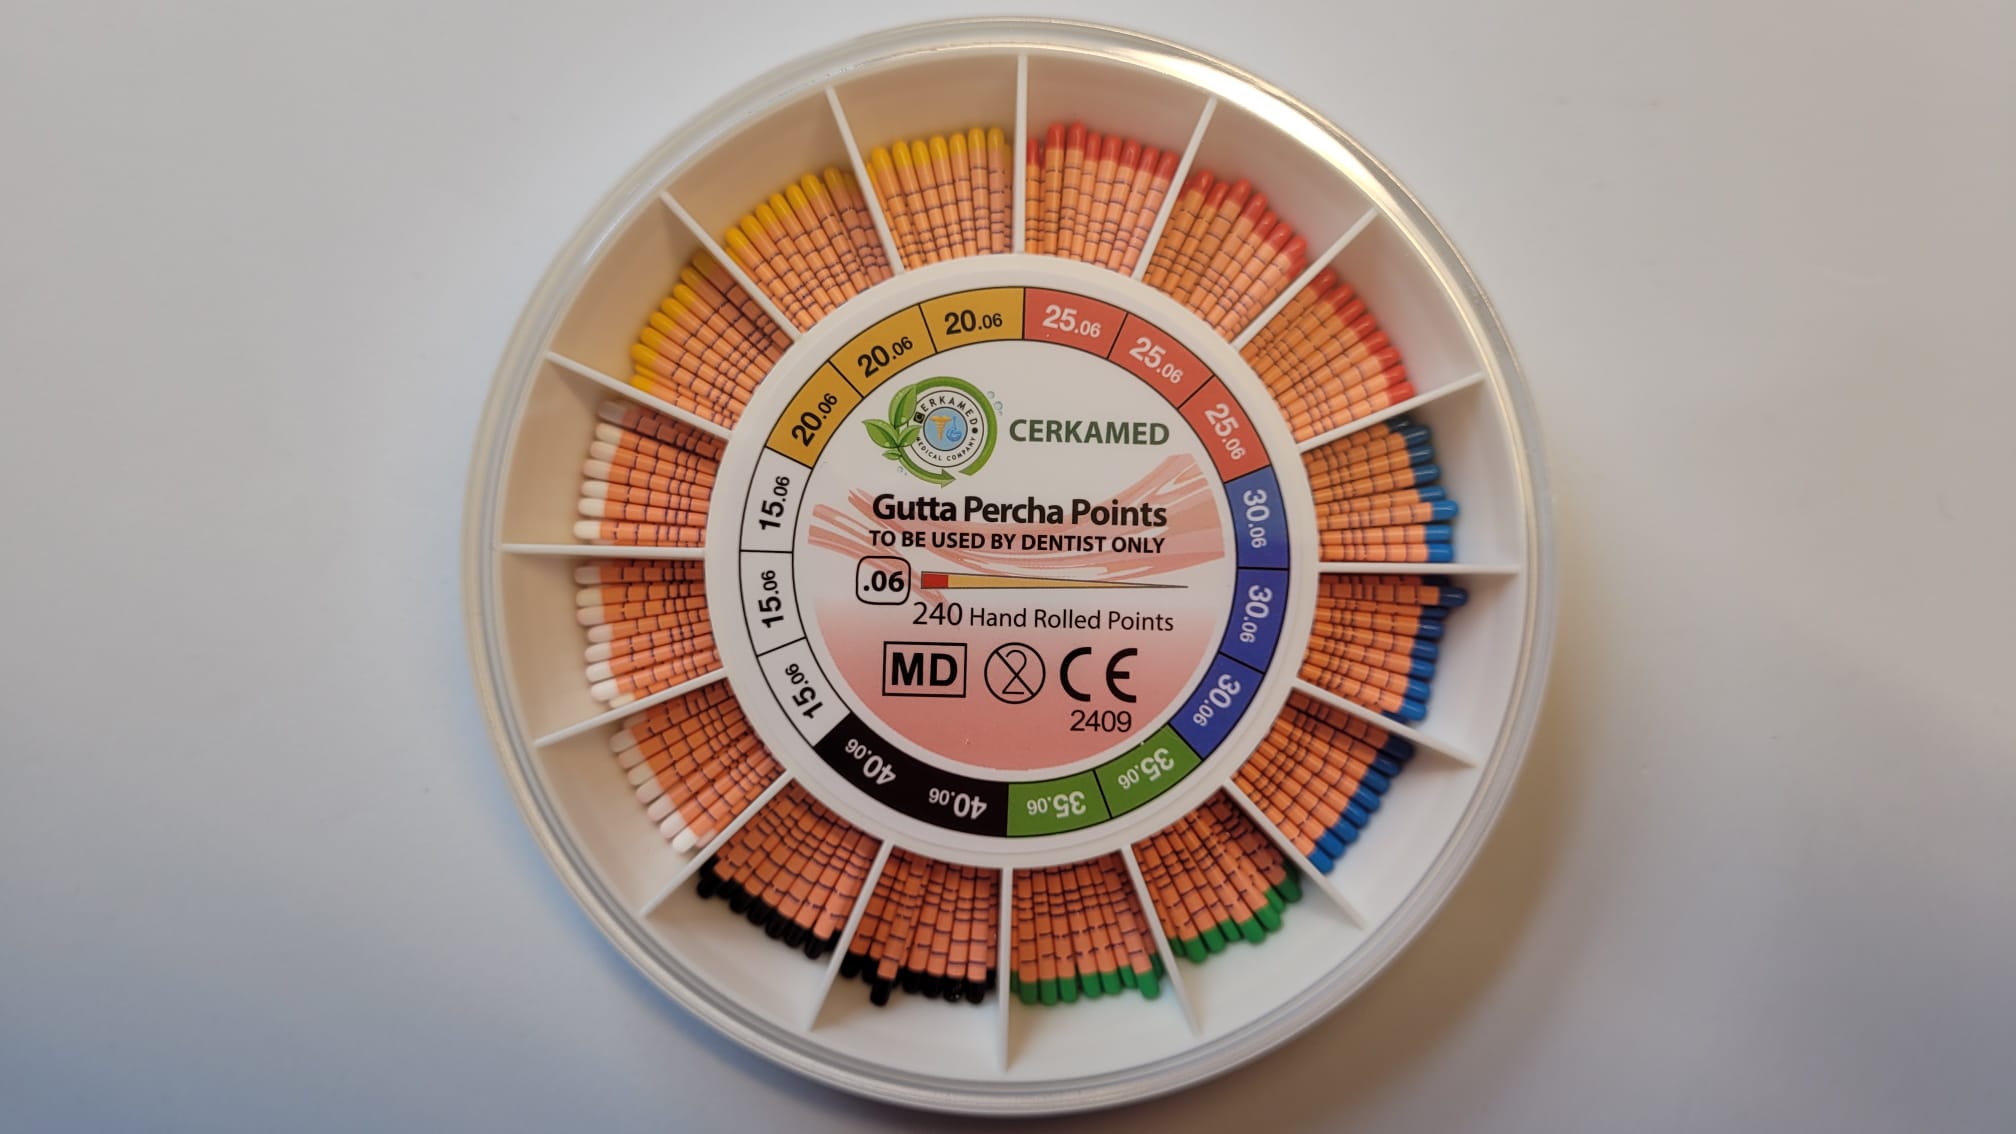 20.06
25.06
20.06
25.06
20.06
25.06
CERKAMED
MEDICAL COMPANY
CERKAMED
15.06
30.06
Gutta Percha Points
TO BE USED BY DENTIST ONLY
.06
15.06
30.06
240 Hand Rolled Points
15.06
30.06
MD
2
CE
2409
40.06
35.06
40.06
35.06